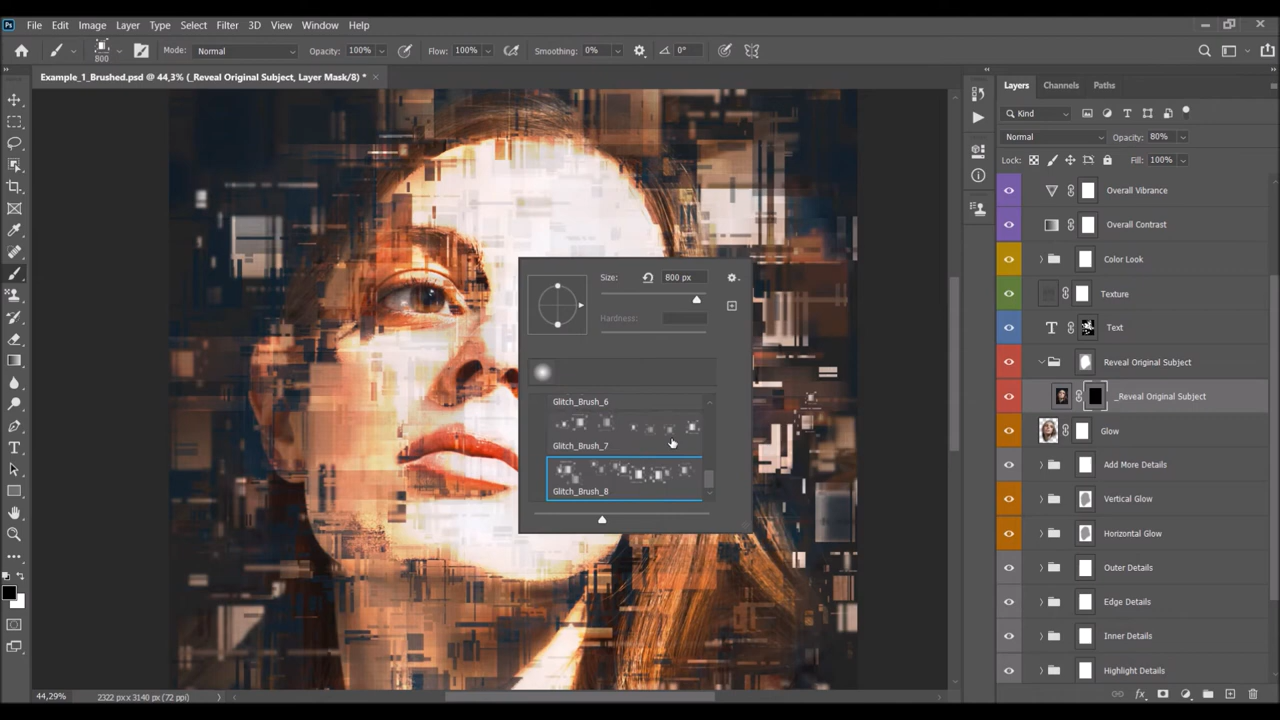 Ps File Edit Image Layer Type Select Filter 3D View Window Help
800 Mode: Normal Opacity: 100% Flow: 100% Smoothing: 0% 0°
Example_1_Brushed.psd @ 44,3% (_Reveal Original Subject, Layer Mask/8) *
Layers Channels Paths
Kind
Normal Opacity: 80%
Lock: Fill: 100%
Overall Vibrance
Overall Contrast
Color Look
Texture
T Text
Reveal Original Subject
_Reveal Original Subject
Glow
Add More Details
Vertical Glow
Horizontal Glow
Outer Details
Edge Details
Inner Details
Highlight Details
Size: 800 px
Hardness:
Glitch_Brush_6
Glitch_Brush_7
Glitch_Brush_8
44,29% 2322 px x 3140 px (72 ppi)
fx